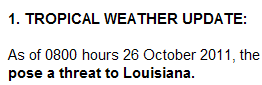 1. TROPICAL WEATHER UPDATE:
As of 0800 hours 26 October 2011, the
pose a threat to Louisiana.